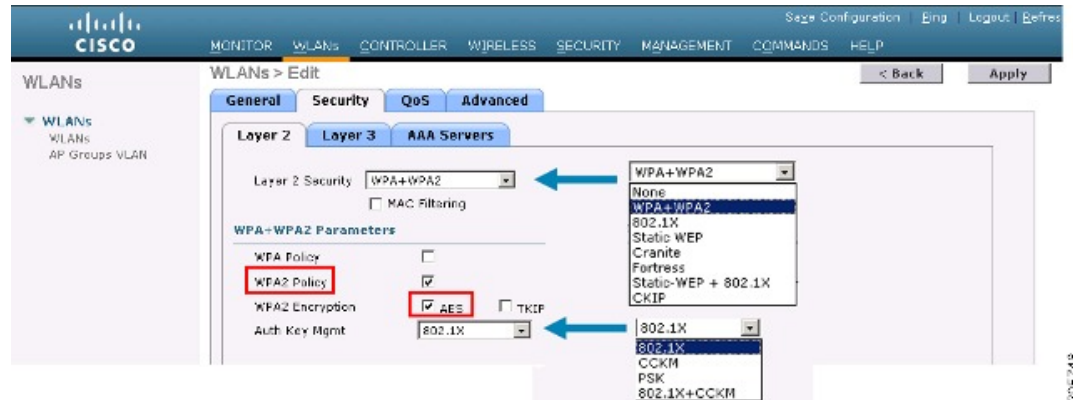 Save Configuration | Ping | Logout | Refres
CISCO
MONITOR WLANs CONTROLLER WIRELESS SECURITY MANAGEMENT COMMANDS HELP
WLANs
WLANs > Edit
< Back
Apply
General Security QoS Advanced
WLANs
WLANs
AP Groups VLAN
Layer 2 Layer 3 AAA Servers
Layer 2 Security WPA+WPA2
MAC Filtering
WPA+WPA2 Parameters
WPA Policy
WPA2 Policy
WPA2 Encryption AES TKIP
Auth Key Mgmt 802.1X
WPA+WPA2
None
WPA+WPA2
802.1X
Static WEP
Cranite
Fortress
Static-WEP + 802.1X
CKIP
802.1X
802.1X
CCKM
PSK
802.1X+CCKM